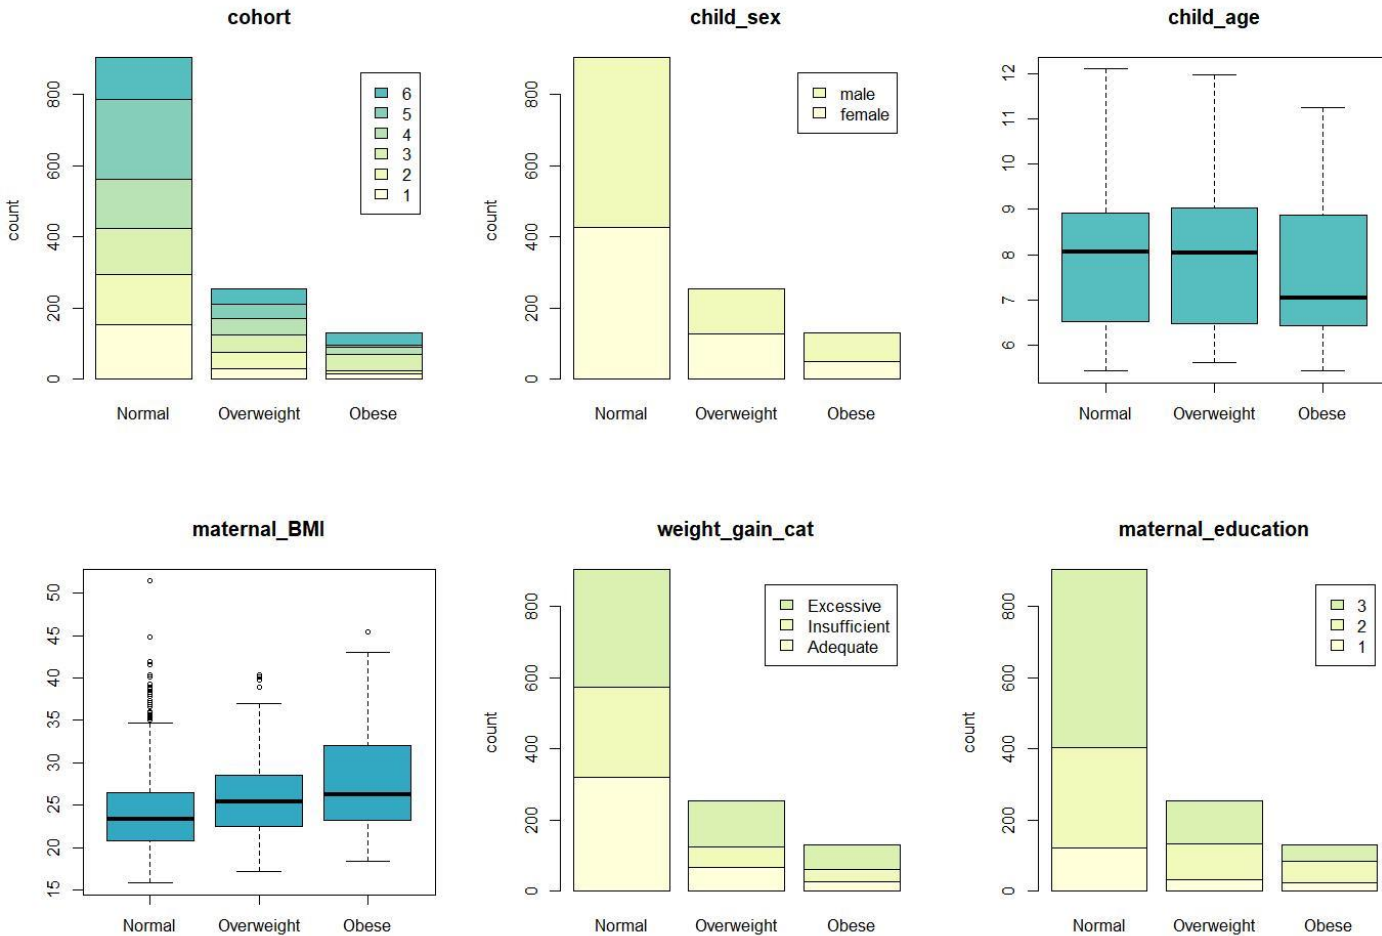 cohort
count
0
200
400
600
800
6
5
4
3
2
1
Normal
Overweight
Obese
child_sex
count
0
200
400
600
800
male
female
Normal
Overweight
Obese
child_age
6
7
8
9
10
11
12
Normal
Overweight
Obese
maternal_BMI
15
20
25
30
35
40
45
50
Normal
Overweight
Obese
weight_gain_cat
count
0
200
400
600
800
Excessive
Insufficient
Adequate
Normal
Overweight
Obese
maternal_education
count
0
200
400
600
800
3
2
1
Normal
Overweight
Obese